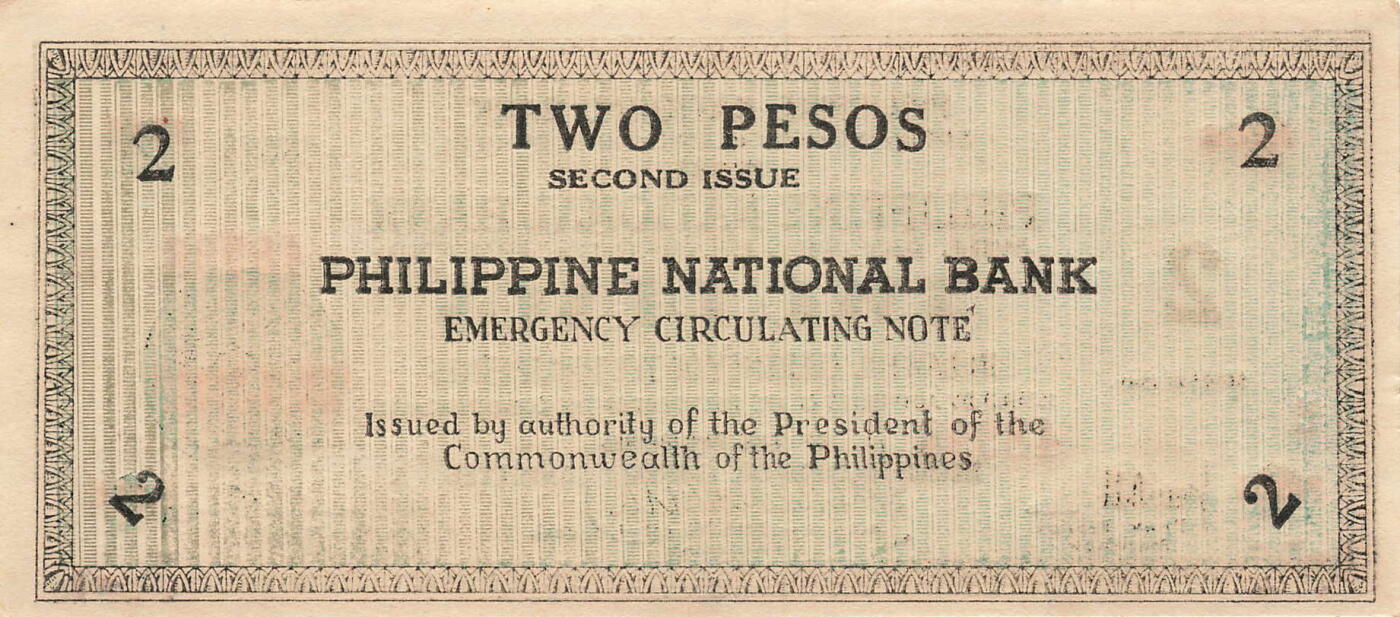 TWO PESOS
2 2
SECOND ISSUE
PHILIPPINE NATIONAL BANK
EMERGENCY CIRCULATING NOTE
Issued by authority of the President of the
Commonwealth of the Philippines
2 2